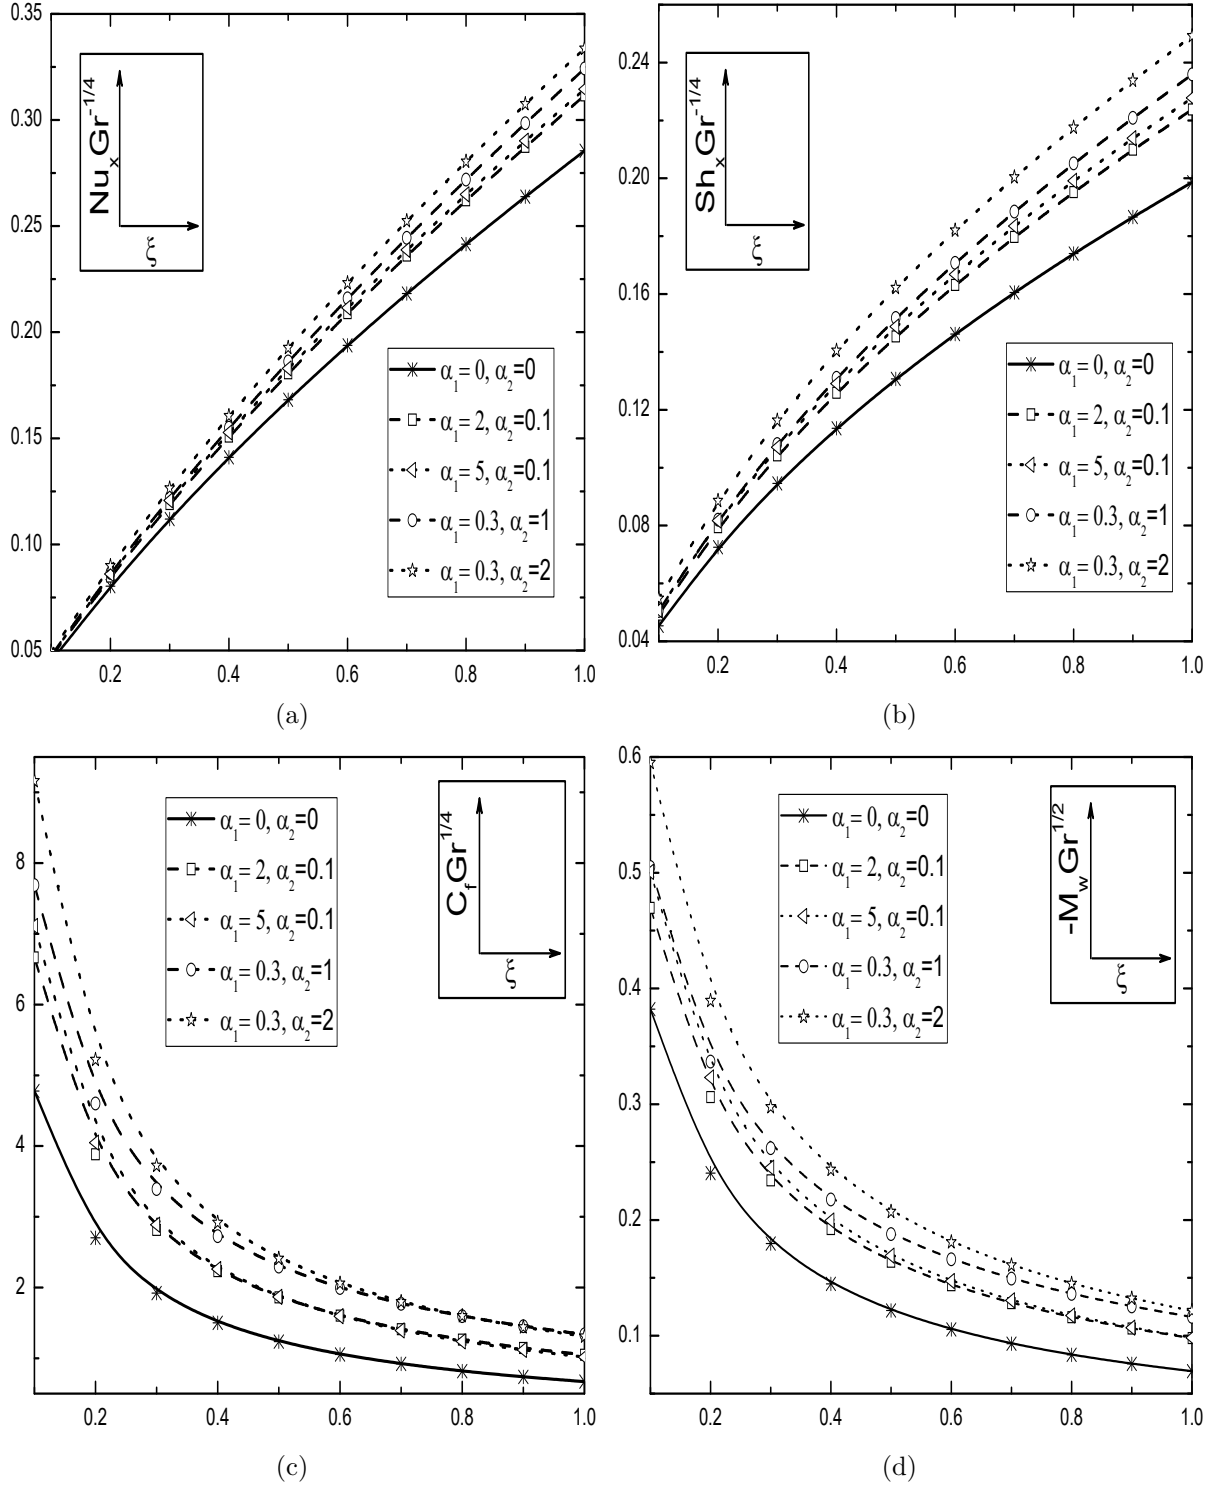 0.35
0.30
0.25
0.20
0.15
0.10
0.05
0.2 0.4 0.6 0.8 1.0
Nu_x Gr^-1/4
ξ
α_1= 0, α_2=0
α_1= 2, α_2=0.1
α_1= 5, α_2=0.1
α_1= 0.3, α_2=1
α_1= 0.3, α_2=2
(a)
0.24
0.20
0.16
0.12
0.08
0.04
0.2 0.4 0.6 0.8 1.0
Sh_x Gr^-1/4
ξ
α_1= 0, α_2=0
α_1= 2, α_2=0.1
α_1= 5, α_2=0.1
α_1= 0.3, α_2=1
α_1= 0.3, α_2=2
(b)
8
6
4
2
0.2 0.4 0.6 0.8 1.0
α_1= 0, α_2=0
α_1= 2, α_2=0.1
α_1= 5, α_2=0.1
α_1= 0.3, α_2=1
α_1= 0.3, α_2=2
C_f Gr^1/4
ξ
(c)
0.6
0.5
0.4
0.3
0.2
0.1
0.2 0.4 0.6 0.8 1.0
α_1= 0, α_2=0
α_1= 2, α_2=0.1
α_1= 5, α_2=0.1
α_1= 0.3, α_2=1
α_1= 0.3, α_2=2
-M_w Gr^1/2
ξ
(d)